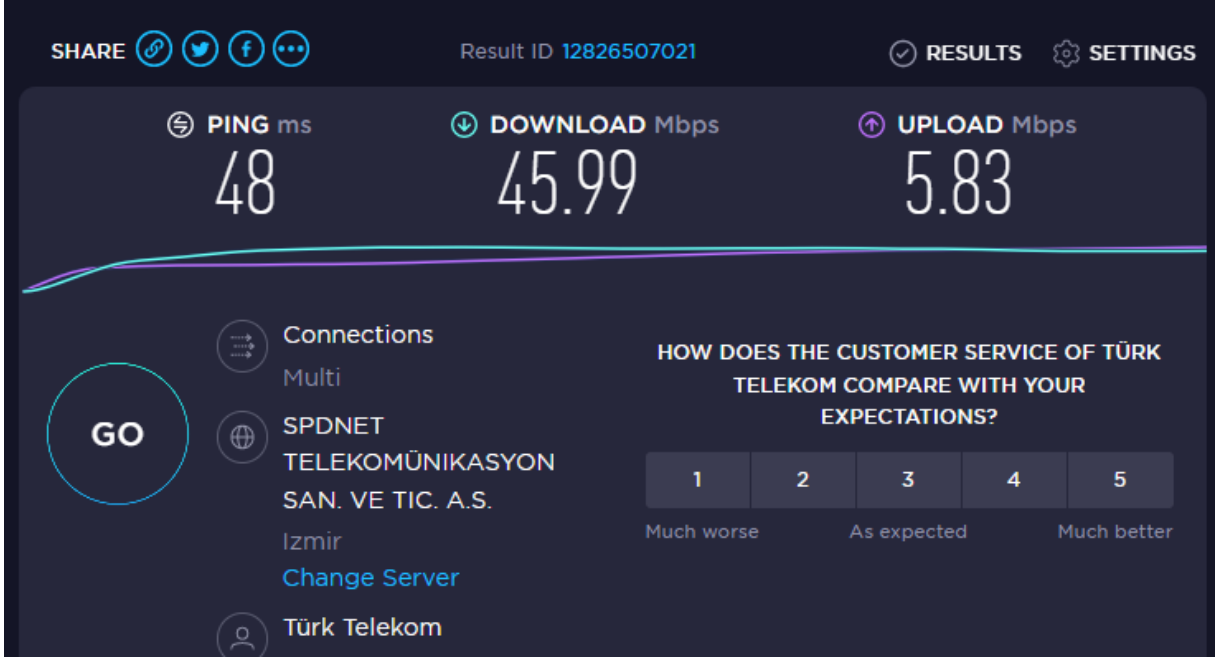 SHARE
Result ID 12826507021
RESULTS
SETTINGS
PING ms
48
DOWNLOAD Mbps
45.99
UPLOAD Mbps
5.83
GO
Connections
Multi
SPDNET
TELEKOMÜNIKASYON
SAN. VE TIC. A.S.
Izmir
Change Server
Türk Telekom
HOW DOES THE CUSTOMER SERVICE OF TÜRK
TELEKOM COMPARE WITH YOUR
EXPECTATIONS?
1 2 3 4 5
Much worse As expected Much better